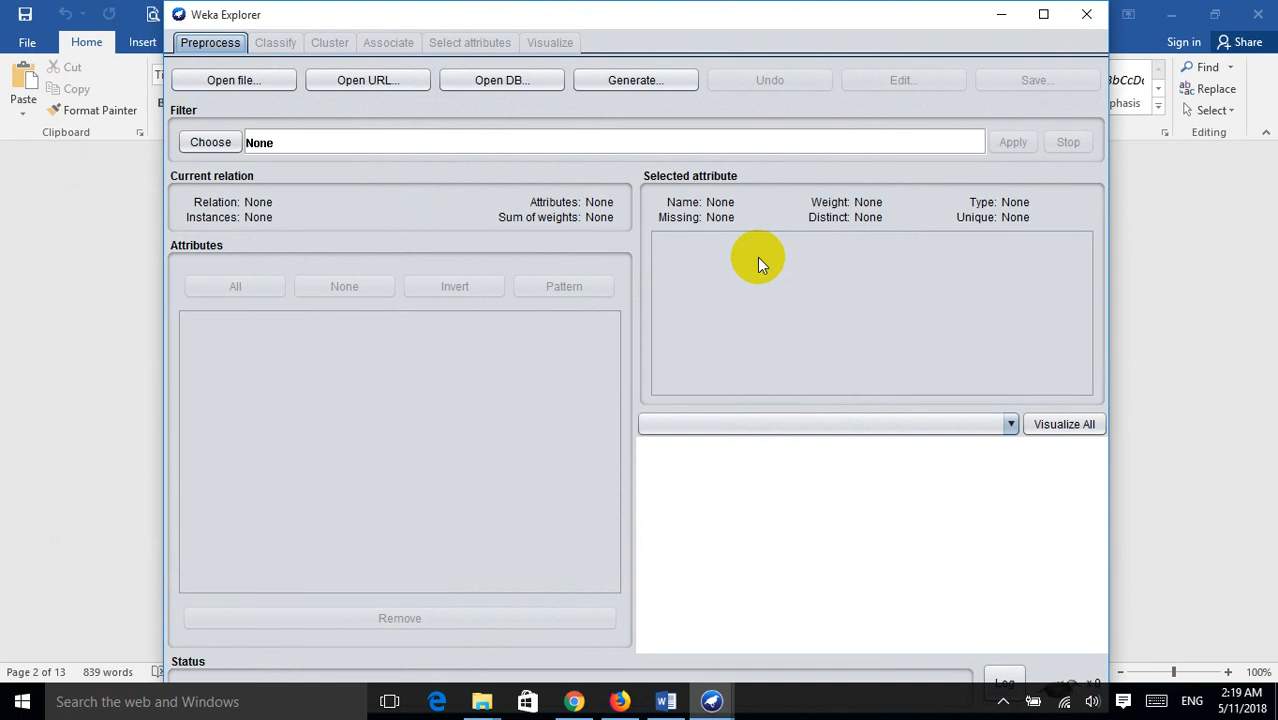 Weka Explorer
Sign in Share
File Home Insert
Preprocess Classify Cluster Associate Select attributes Visualize
Cut
Copy
Format Painter
Paste
Clipboard
Open file... Open URL... Open DB... Generate... Undo Edit... Save...
Find
Replace
Select
Editing
Filter
Choose None Apply Stop
Current relation
Relation: None Attributes: None
Instances: None Sum of weights: None
Selected attribute
Name: None Weight: None Type: None
Missing: None Distinct: None Unique: None
Attributes
All None Invert Pattern
Visualize All
Remove
Status
Log
x 0
Page 2 of 13 839 words
100%
Search the web and Windows
ENG
2:19 AM
5/11/2018